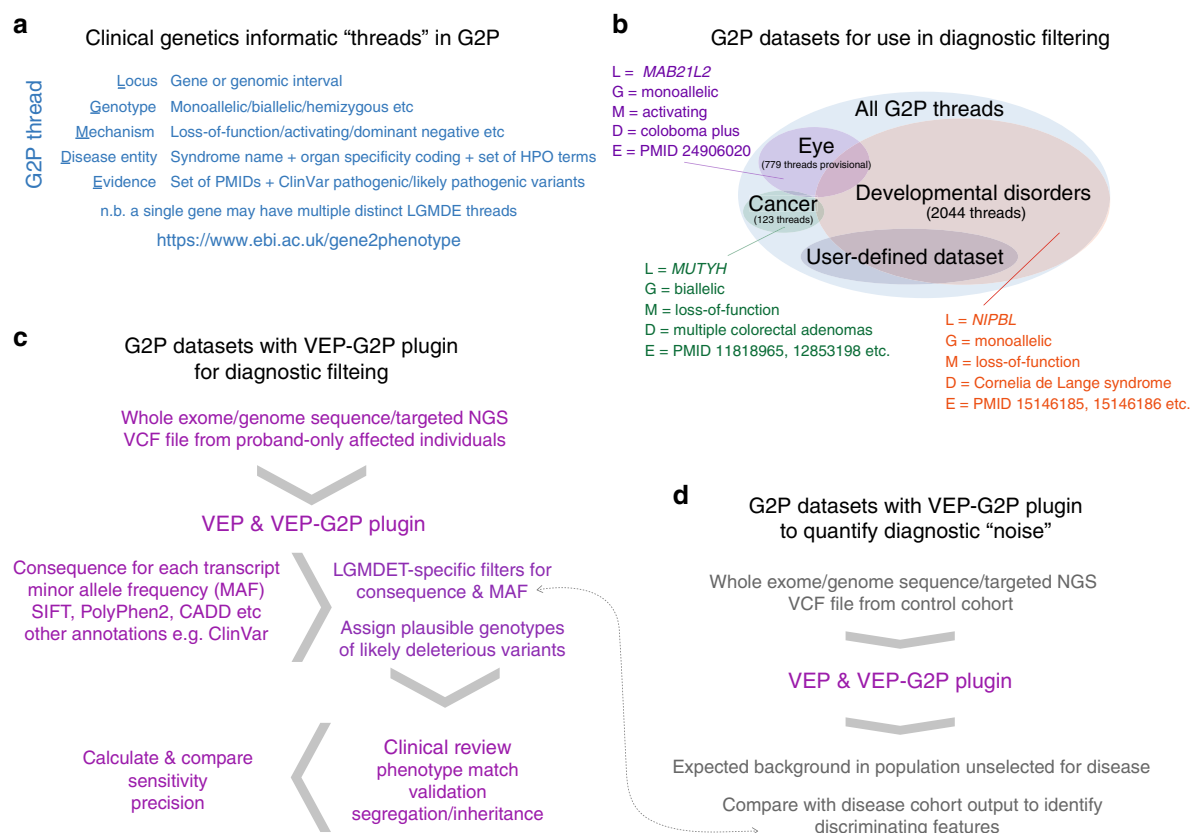 a
Clinical genetics informatic “threads” in G2P
G2P thread
Locus Gene or genomic interval
Genotype Monoallelic/biallelic/hemizygous etc
Mechanism Loss-of-function/activating/dominant negative etc
Disease entity Syndrome name + organ specificity coding + set of HPO terms
Evidence Set of PMIDs + ClinVar pathogenic/likely pathogenic variants
n.b. a single gene may have multiple distinct LGMDE threads
https://www.ebi.ac.uk/gene2phenotype
b
G2P datasets for use in diagnostic filtering
L = MAB21L2
G = monoallelic
M = activating
D = coloboma plus
E = PMID 24906020
All G2P threads
Eye
(779 threads provisional)
Cancer
(123 threads)
Developmental disorders
(2044 threads)
User-defined dataset
L = MUTYH
G = biallelic
M = loss-of-function
D = multiple colorectal adenomas
E = PMID 11818965, 12853198 etc.
L = NIPBL
G = monoallelic
M = loss-of-function
D = Cornelia de Lange syndrome
E = PMID 15146185, 15146186 etc.
c
G2P datasets with VEP-G2P plugin
for diagnostic filteing
Whole exome/genome sequence/targeted NGS
VCF file from proband-only affected individuals
VEP & VEP-G2P plugin
Consequence for each transcript
minor allele frequency (MAF)
SIFT, PolyPhen2, CADD etc
other annotations e.g. ClinVar
LGMDET-specific filters for
consequence & MAF
Assign plausible genotypes
of likely deleterious variants
Clinical review
phenotype match
validation
segregation/inheritance
Calculate & compare
sensitivity
precision
d
G2P datasets with VEP-G2P plugin
to quantify diagnostic “noise”
Whole exome/genome sequence/targeted NGS
VCF file from control cohort
VEP & VEP-G2P plugin
Expected background in population unselected for disease
Compare with disease cohort output to identify
discriminating features